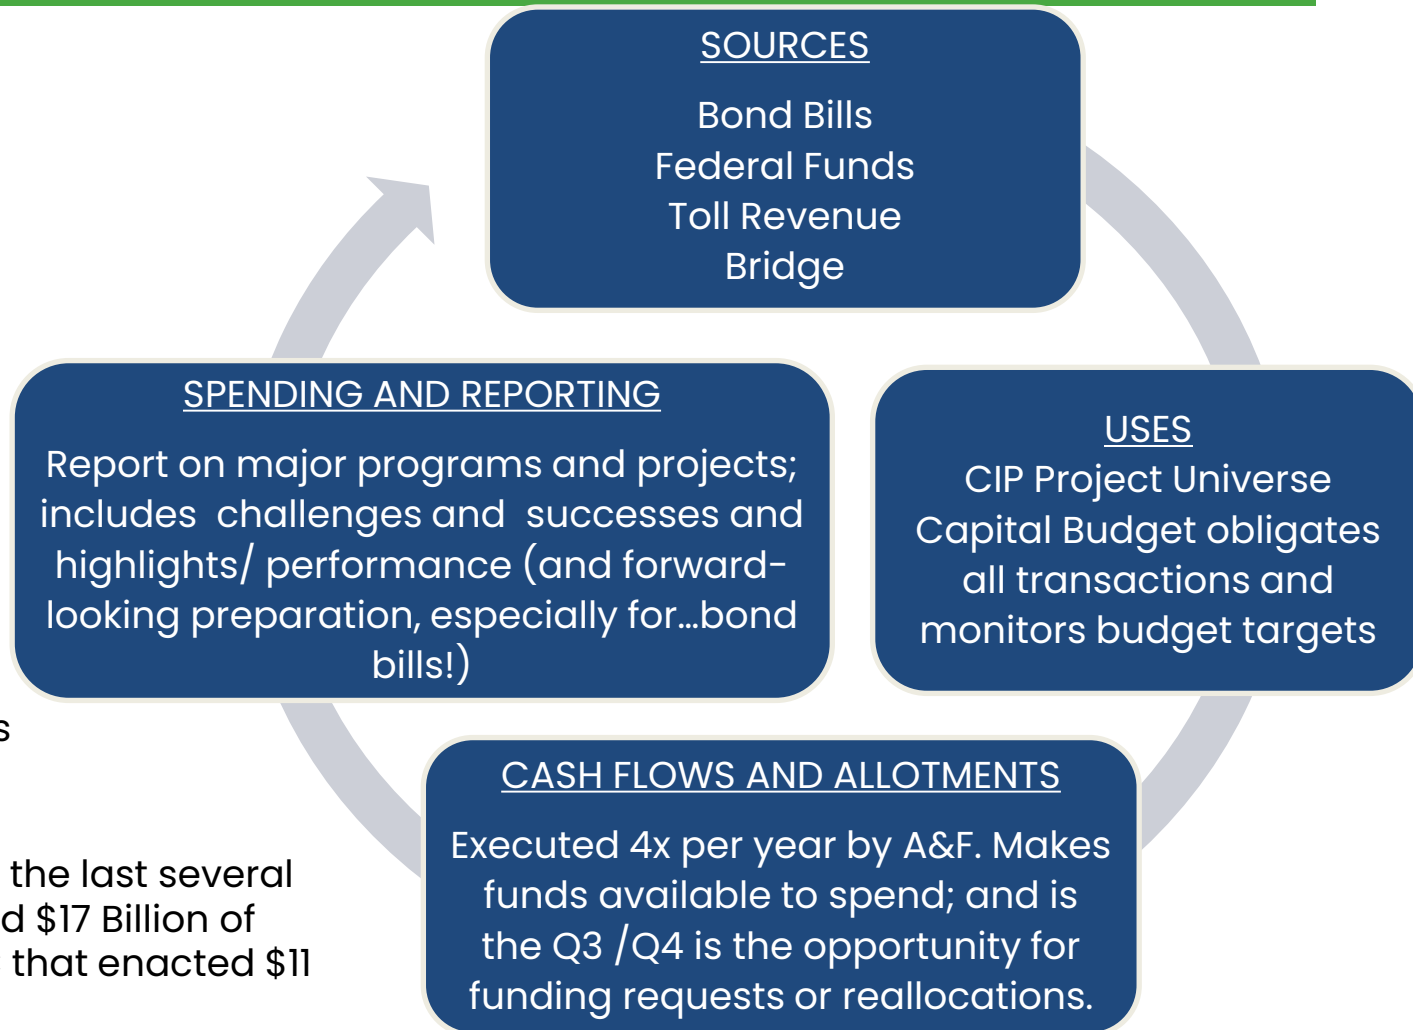 SOURCES
Bond Bills
Federal Funds
Toll Revenue
Bridge
SPENDING AND REPORTING
Report on major programs and projects;
includes challenges and successes and
highlights/ performance (and forward-
looking preparation, especially for...bond
bills!)
USES
CIP Project Universe
Capital Budget obligates
all transactions and
monitors budget targets
CASH FLOWS AND ALLOTMENTS
Executed 4x per year by A&F. Makes
funds available to spend; and is
the Q3 /Q4 is the opportunity for
funding requests or reallocations.
s
the last several
d $17 Billion of
that enacted $11